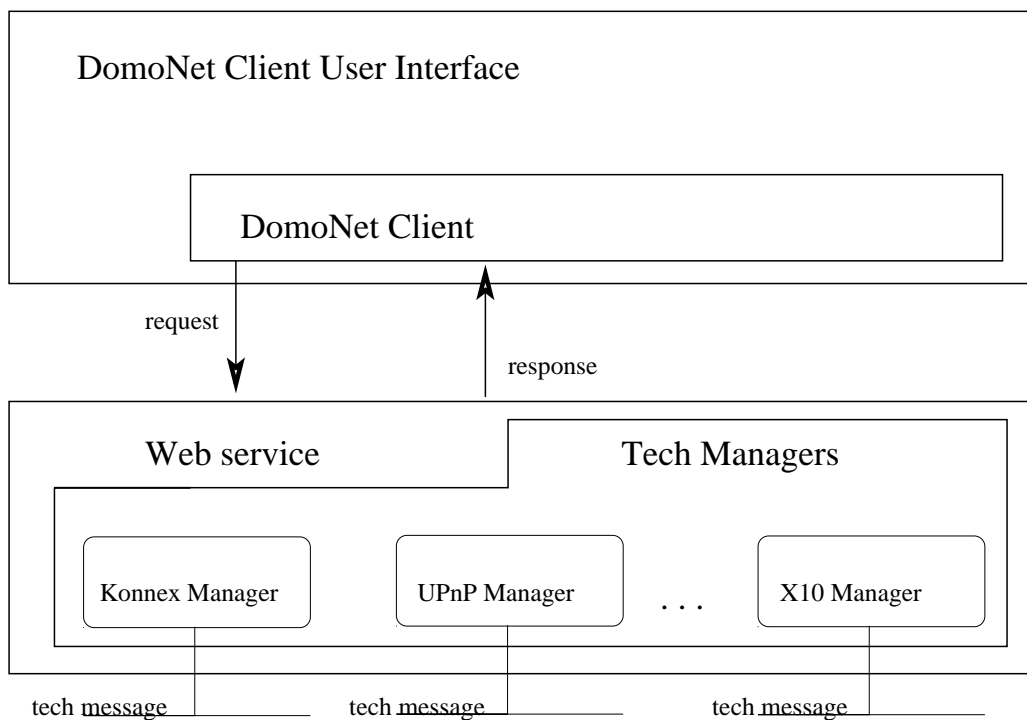 DomoNet Client User Interface
DomoNet Client
request
response
Web service
Tech Managers
Konnex Manager
UPnP Manager
. . .
X10 Manager
tech message
tech message
tech message